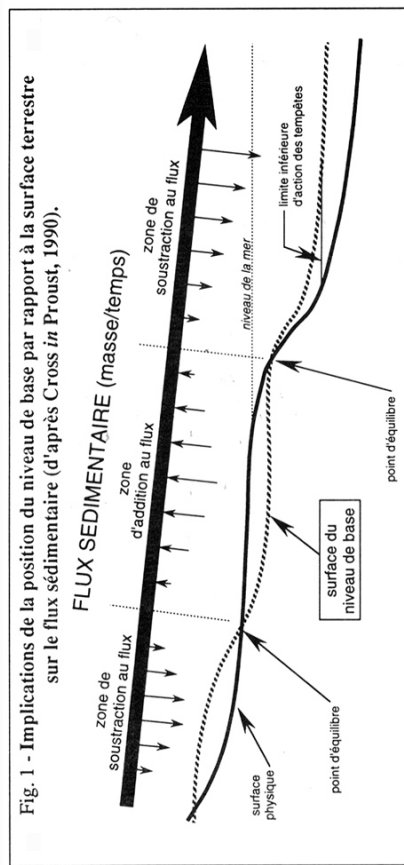 Fig. 1 - Implications de la position du niveau de base par rapport à la surface terrestre
sur le flux sédimentaire (d'après Cross in Proust, 1990).
FLUX SEDIMENTAIRE (masse/temps)
zone de
soustraction au flux
zone
d'addition au flux
zone de
soustraction au flux
niveau de la mer
limite inférieure
d'action des tempêtes
surface
physique
point d'équilibre
surface du
niveau de base
point d'équilibre